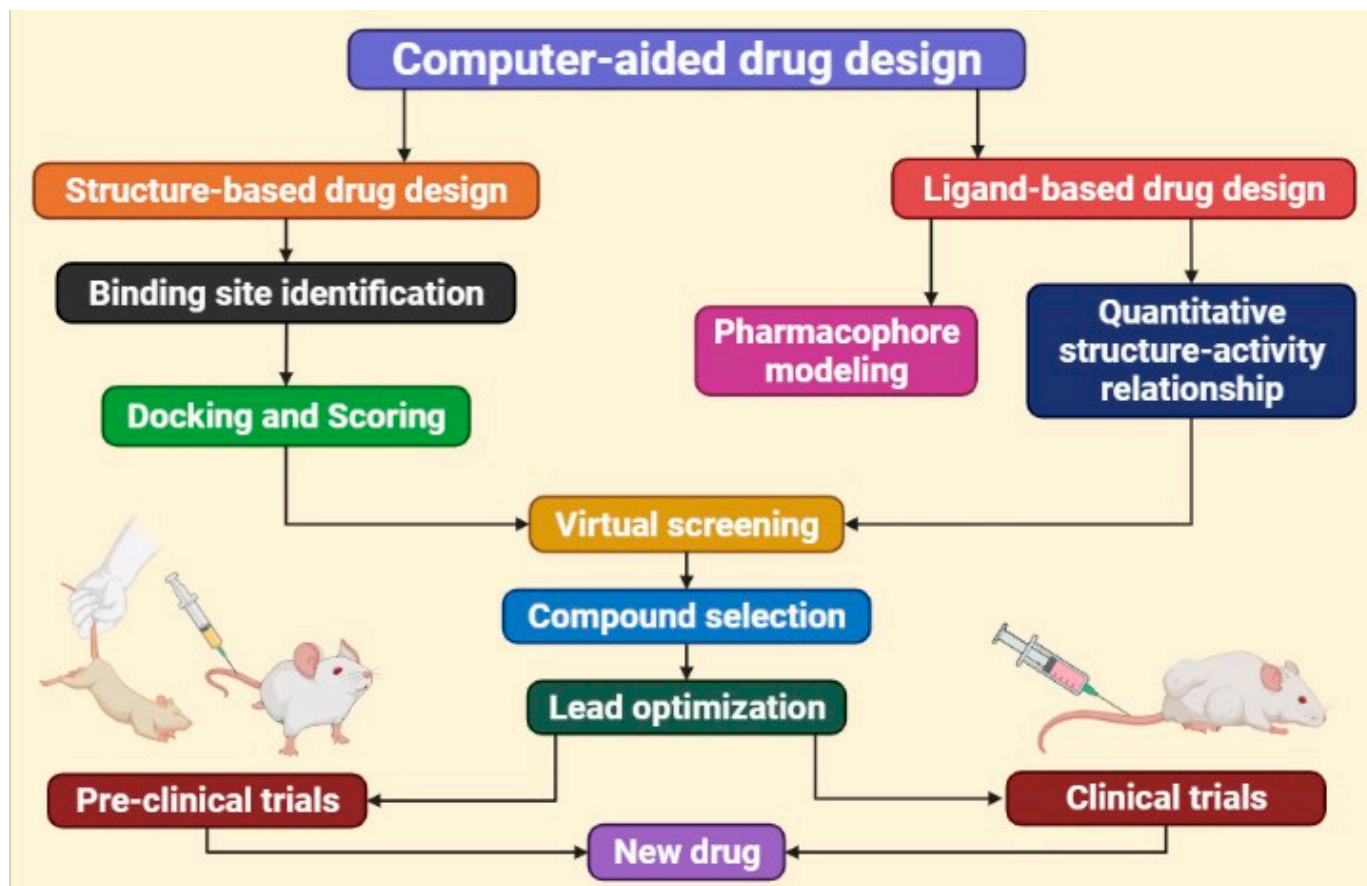 Computer-aided drug design
Structure-based drug design
Ligand-based drug design
Binding site identification
Pharmacophore
modeling
Quantitative
structure-activity
relationship
Docking and Scoring
Virtual screening
Compound selection
Lead optimization
Pre-clinical trials
Clinical trials
New drug